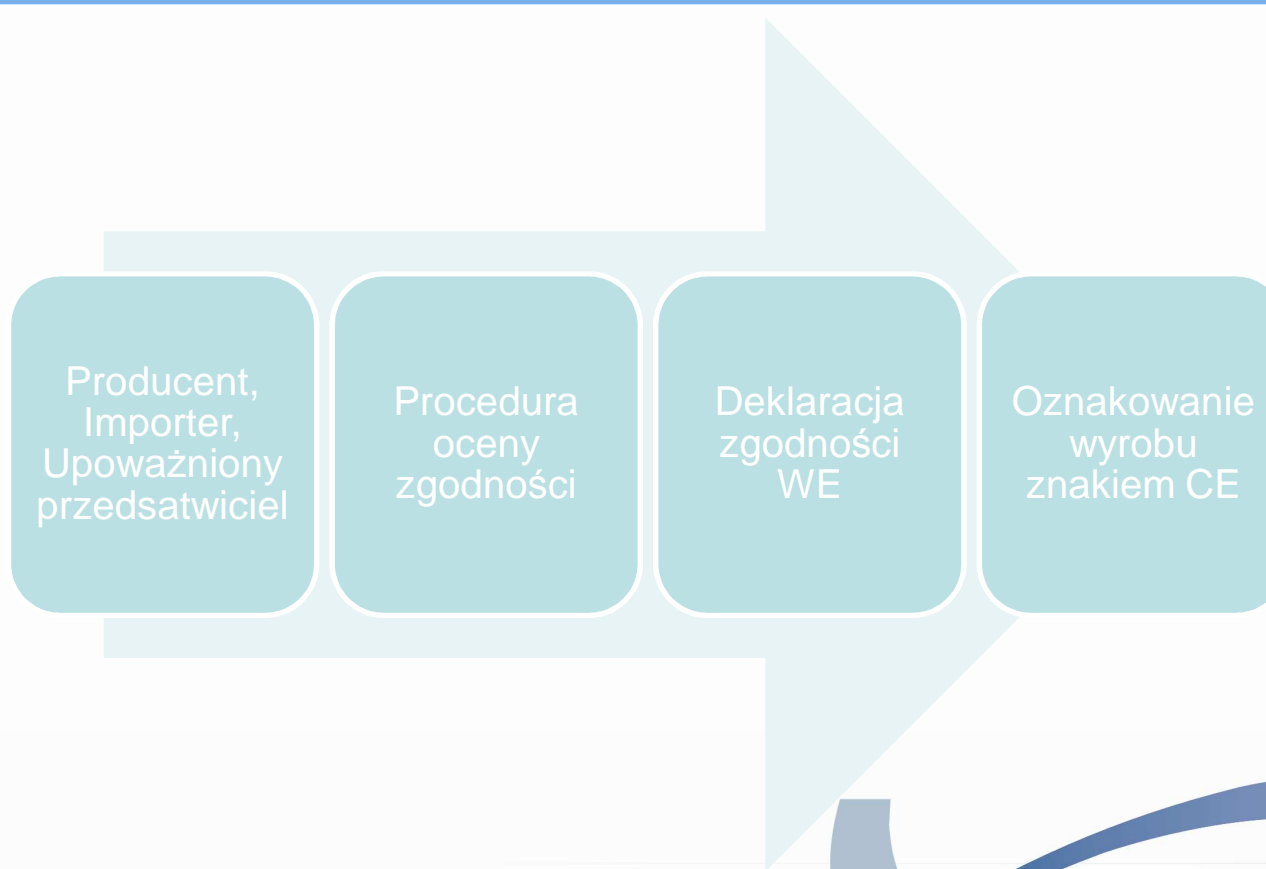 Producent,
Importer,
Upoważniony
przedsatwiciel
Procedura
oceny
zgodności
Deklaracja
zgodności
WE
Oznakowanie
wyrobu
znakiem CE